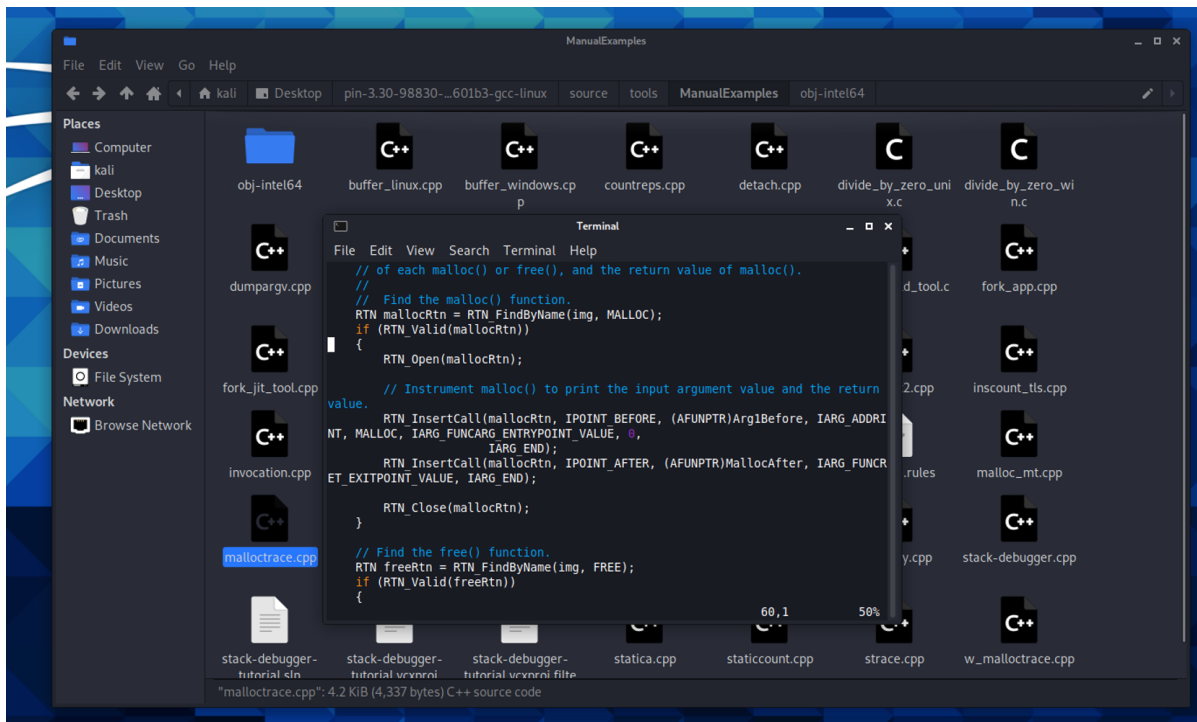 ManualExamples
File Edit View Go Help
kali Desktop pin-3.30-98830-...601b3-gcc-linux source tools ManualExamples obj-intel64
Places
Computer
kali
Desktop
Trash
Documents
Music
Pictures
Videos
Downloads
Devices
File System
Network
Browse Network
C++ C++ C++ C++ C C
obj-intel64 buffer_linux.cpp buffer_windows.cp countreps.cpp detach.cpp divide_by_zero_uni divide_by_zero_wi
p x.c n.c
C++ C++
dumpargv.cpp d_tool.c fork_app.cpp
C++ C++
fork_jit_tool.cpp 2.cpp inscount_tls.cpp
C++ C++
invocation.cpp .rules malloc_mt.cpp
C++ C++
malloctrace.cpp y.cpp stack-debugger.cpp
Terminal
File Edit View Search Terminal Help
// of each malloc() or free(), and the return value of malloc().
//
// Find the malloc() function.
RTN mallocRtn = RTN_FindByName(img, MALLOC);
if (RTN_Valid(mallocRtn))
{
RTN_Open(mallocRtn);
// Instrument malloc() to print the input argument value and the return
value.
RTN_InsertCall(mallocRtn, IPOINT_BEFORE, (AFUNPTR)Arg1Before, IARG_ADDRI
NT, MALLOC, IARG_FUNCARG_ENTRYPOINT_VALUE, 0,
IARG_END);
RTN_InsertCall(mallocRtn, IPOINT_AFTER, (AFUNPTR)MallocAfter, IARG_FUNCR
ET_EXITPOINT_VALUE, IARG_END);
RTN_Close(mallocRtn);
}
// Find the free() function.
RTN freeRtn = RTN_FindByName(img, FREE);
if (RTN_Valid(freeRtn))
{
60,1 50%
C++ C++ C++ C++
stack-debugger- stack-debugger- stack-debugger- statica.cpp staticcount.cpp strace.cpp w_malloctrace.cpp
tutorial.sln tutorial.vcxproj tutorial.vcxproj.filte
"malloctrace.cpp": 4.2 KiB (4,337 bytes) C++ source code